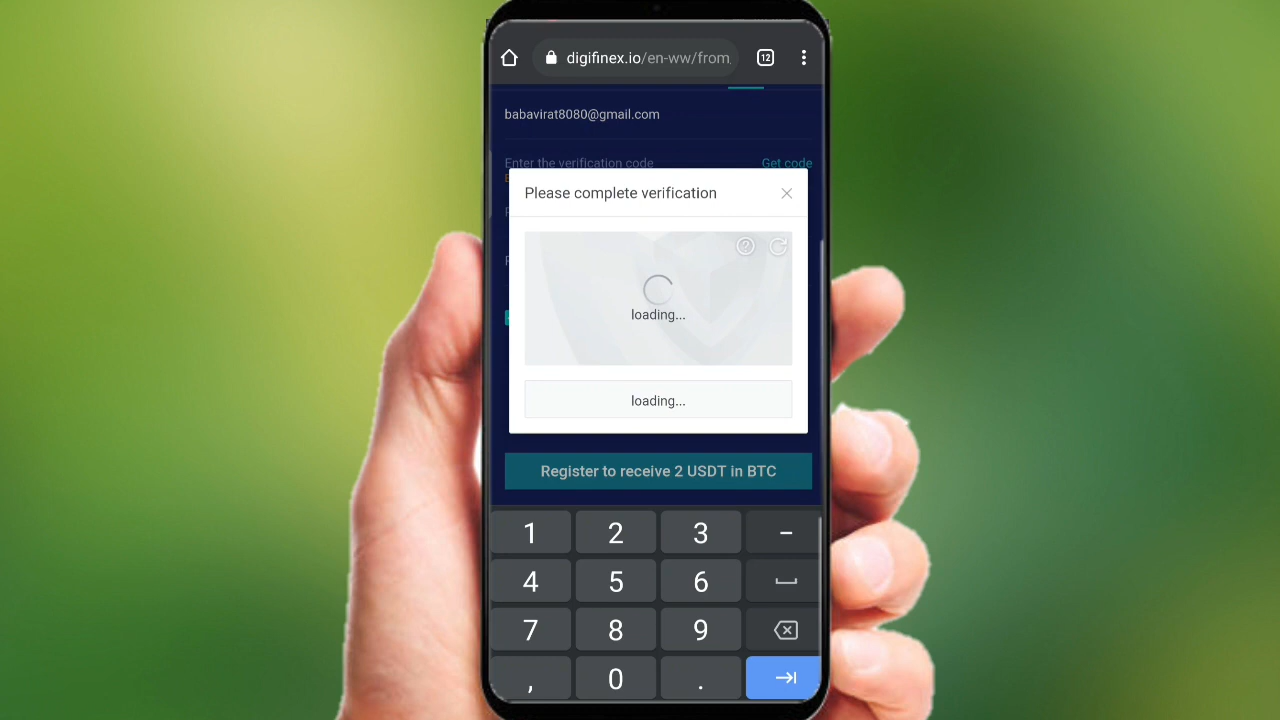 12
digifinex.io/en-ww/from
babavirat8080@gmail.com
Enter the verification code Get code
Please complete verification
loading...
loading...
Register to receive 2 USDT in BTC
1 2 3 −
4 5 6
7 8 9
, 0 .